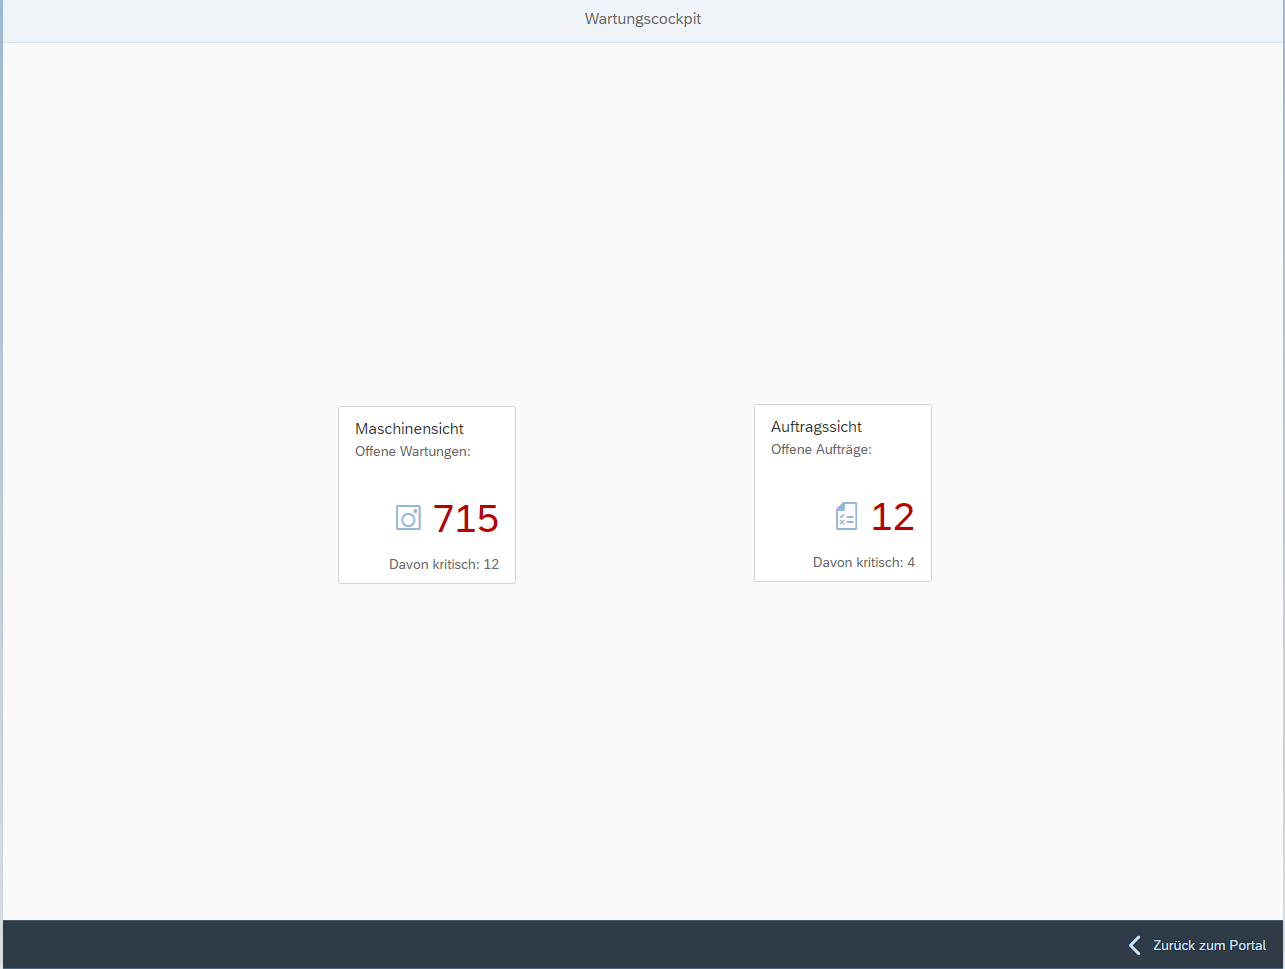 Wartungscockpit
Maschinensicht
Offene Wartungen:
715
Davon kritisch: 12
Auftragssicht
Offene Aufträge:
12
Davon kritisch: 4
Zurück zum Portal